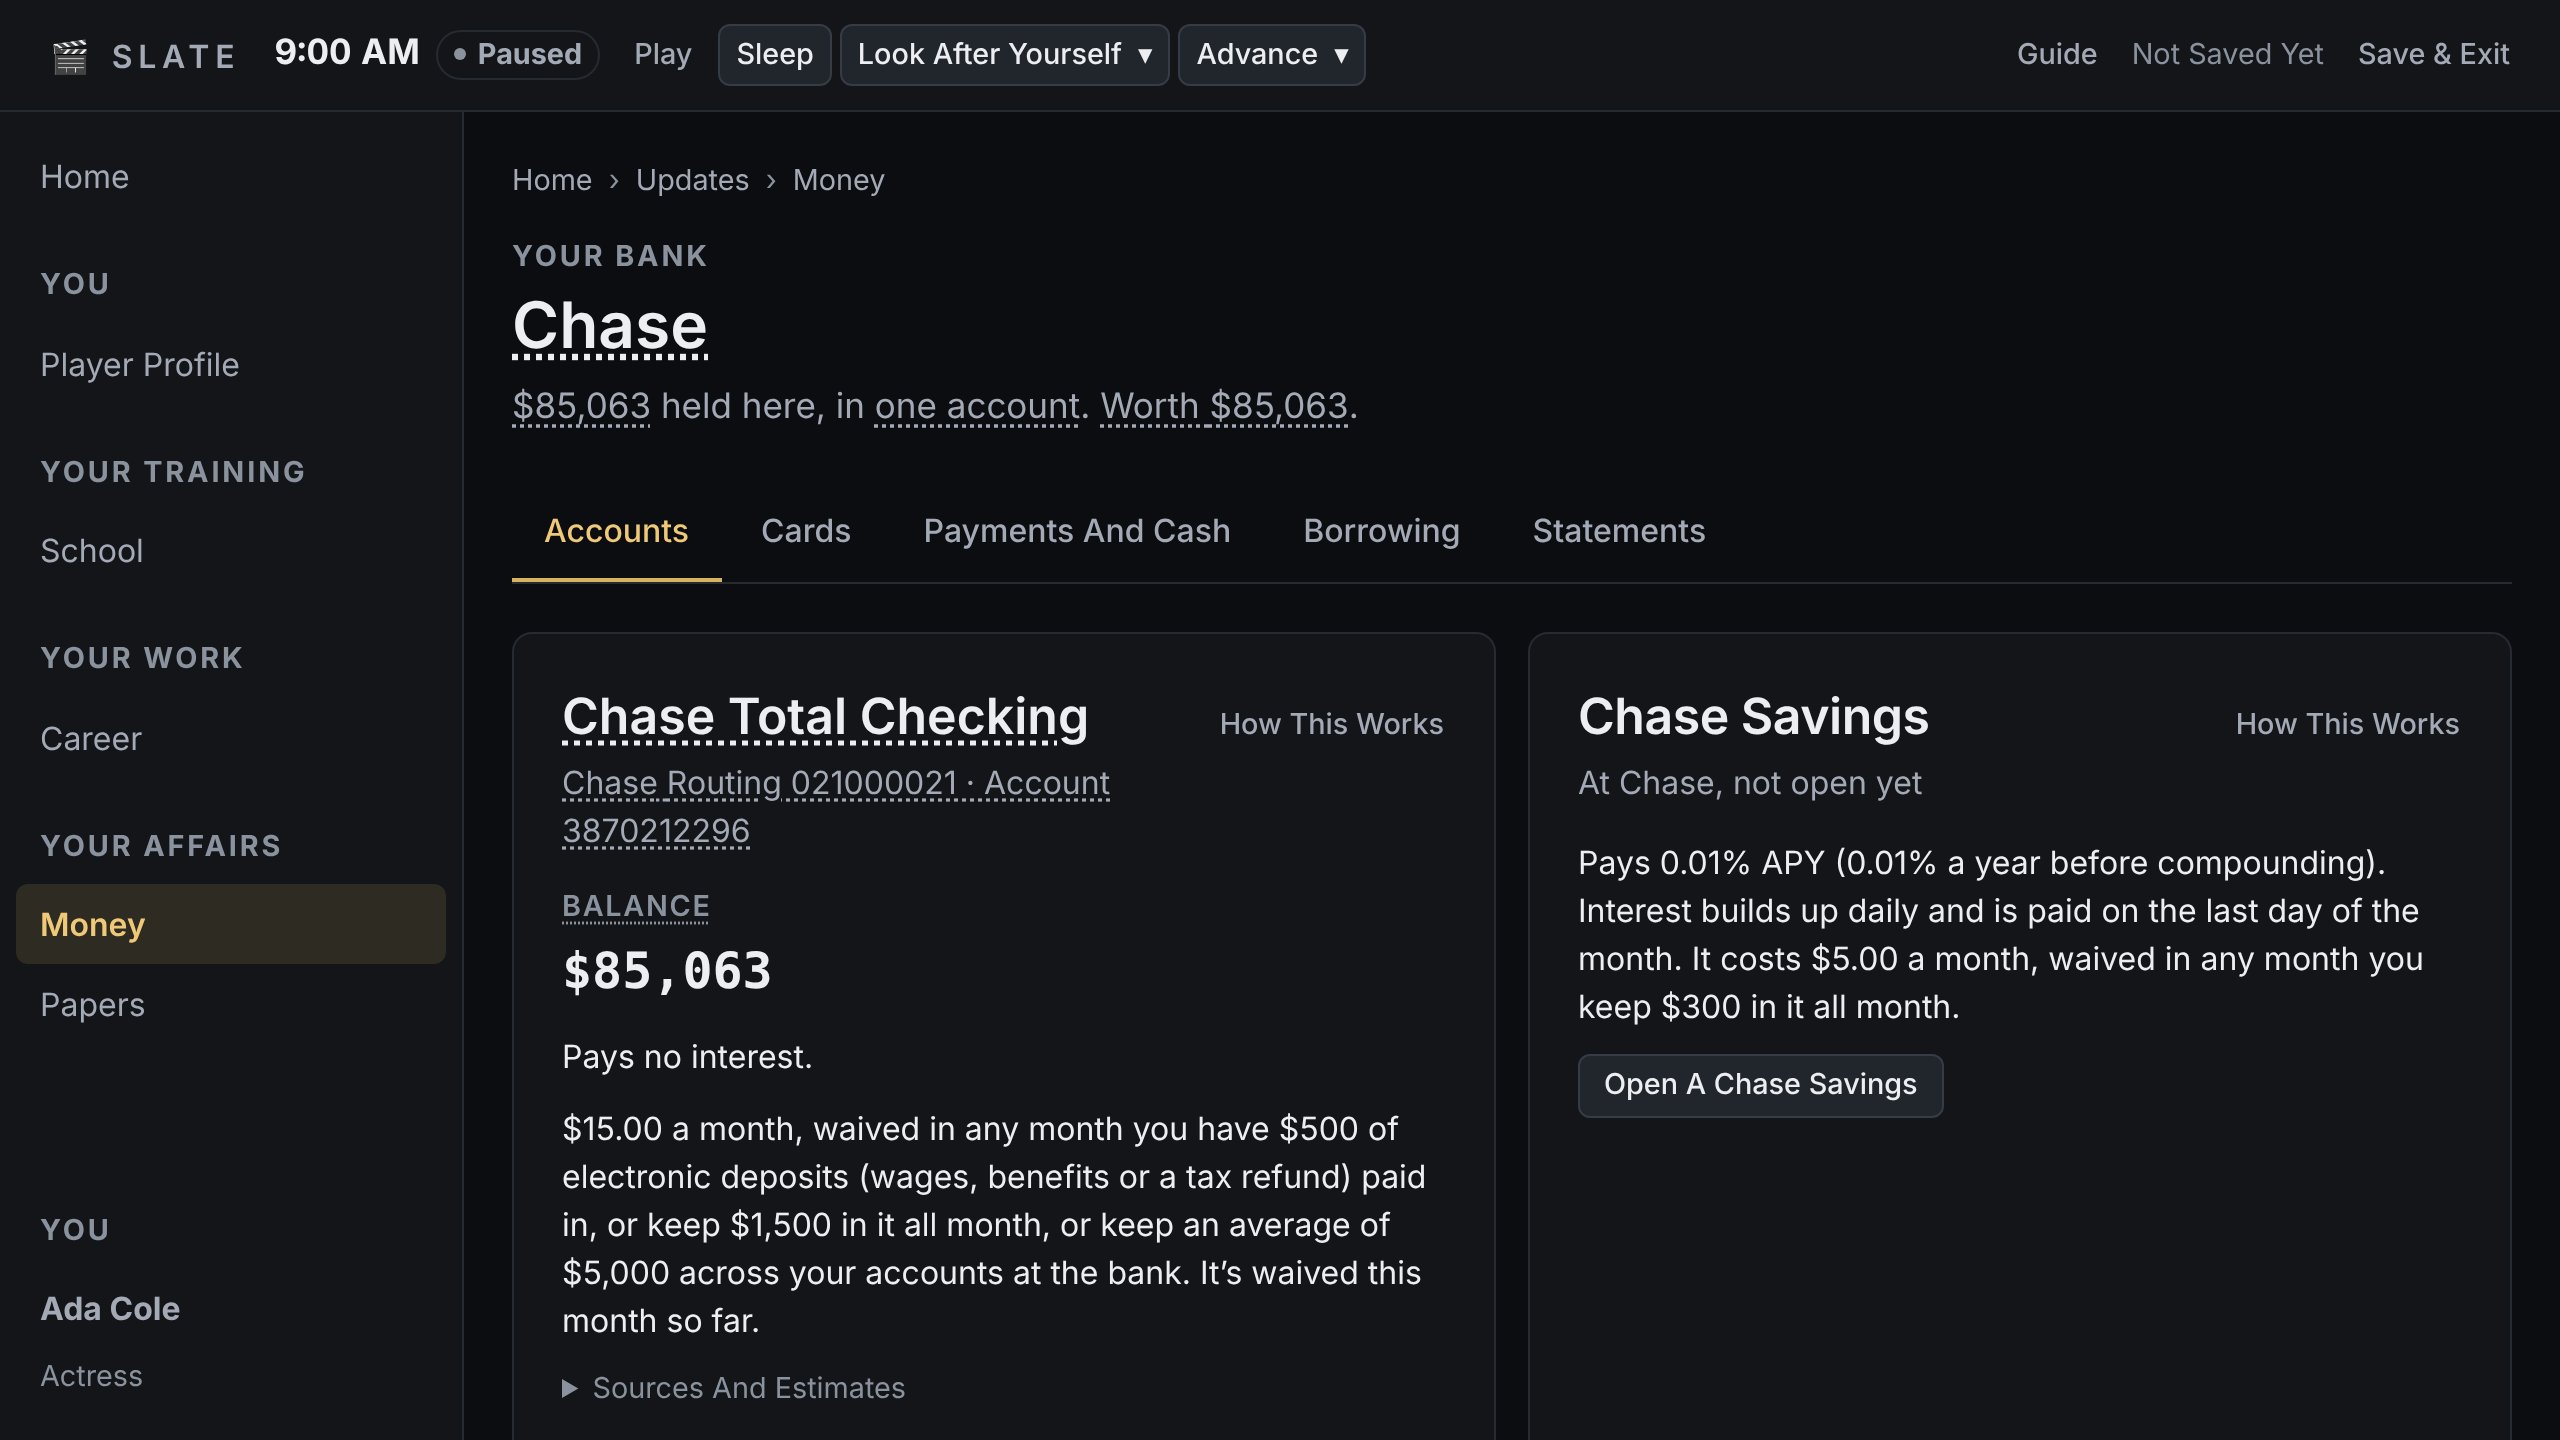 SLATE
9:00 AM
Paused
Play
Sleep
Look After Yourself ▾
Advance ▾
Guide
Not Saved Yet
Save & Exit
Home
YOU
Player Profile
YOUR TRAINING
School
YOUR WORK
Career
YOUR AFFAIRS
Money
Papers
YOU
Ada Cole
Actress
Home › Updates › Money
YOUR BANK
Chase
$85,063 held here, in one account. Worth $85,063.
Accounts
Cards
Payments And Cash
Borrowing
Statements
Chase Total Checking
How This Works
Chase Routing 021000021 · Account
3870212296
BALANCE
$85,063
Pays no interest.
$15.00 a month, waived in any month you have $500 of
electronic deposits (wages, benefits or a tax refund) paid
in, or keep $1,500 in it all month, or keep an average of
$5,000 across your accounts at the bank. It’s waived this
month so far.
Sources And Estimates
Chase Savings
How This Works
At Chase, not open yet
Pays 0.01% APY (0.01% a year before compounding).
Interest builds up daily and is paid on the last day of the
month. It costs $5.00 a month, waived in any month you
keep $300 in it all month.
Open A Chase Savings